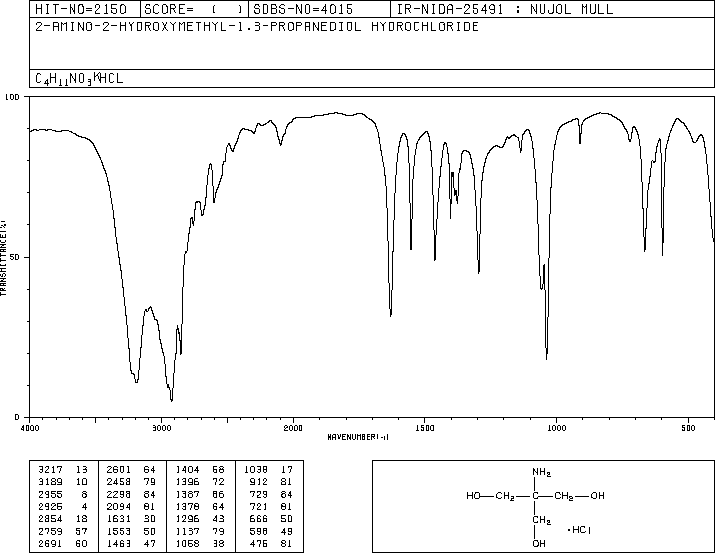 HIT-NO=2150 SCORE= ( ) SDBS-NO=4015 IR-NIDA-25491 : NUJOL MULL
2-AMINO-2-HYDROXYMETHYL-1,3-PROPANEDIOL HYDROCHLORIDE
C4H11NO3*HCL
100
50
0
TRANSMITTANCE(%)
4000 3000 2000 1500 1000 500
WAVENUMBER(-1)
3217 13 2601 64 1404 68 1038 17
3189 10 2458 79 1396 72 912 81
2955 8 2298 84 1387 86 729 84
2925 4 2094 81 1378 64 721 81
2854 18 1631 30 1296 43 666 50
2759 57 1553 50 1137 79 598 49
2691 60 1463 47 1058 38 476 81
NH2
HO—CH2—C—CH2—OH
CH2
·HCl
OH